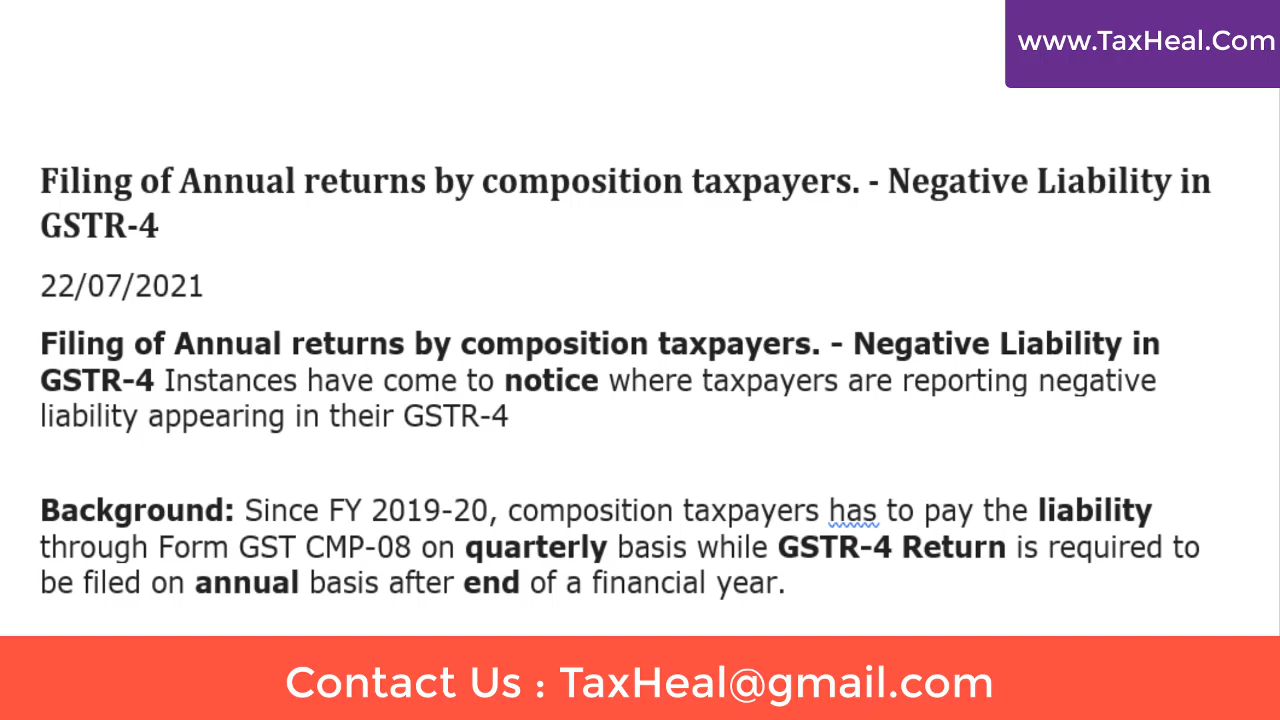 www.TaxHeal.Com
Filing of Annual returns by composition taxpayers. - Negative Liability in
GSTR-4
22/07/2021
Filing of Annual returns by composition taxpayers. - Negative Liability in
GSTR-4 Instances have come to notice where taxpayers are reporting negative
liability appearing in their GSTR-4
Background: Since FY 2019-20, composition taxpayers has to pay the liability
through Form GST CMP-08 on quarterly basis while GSTR-4 Return is required to
be filed on annual basis after end of a financial year.
Contact Us : TaxHeal@gmail.com